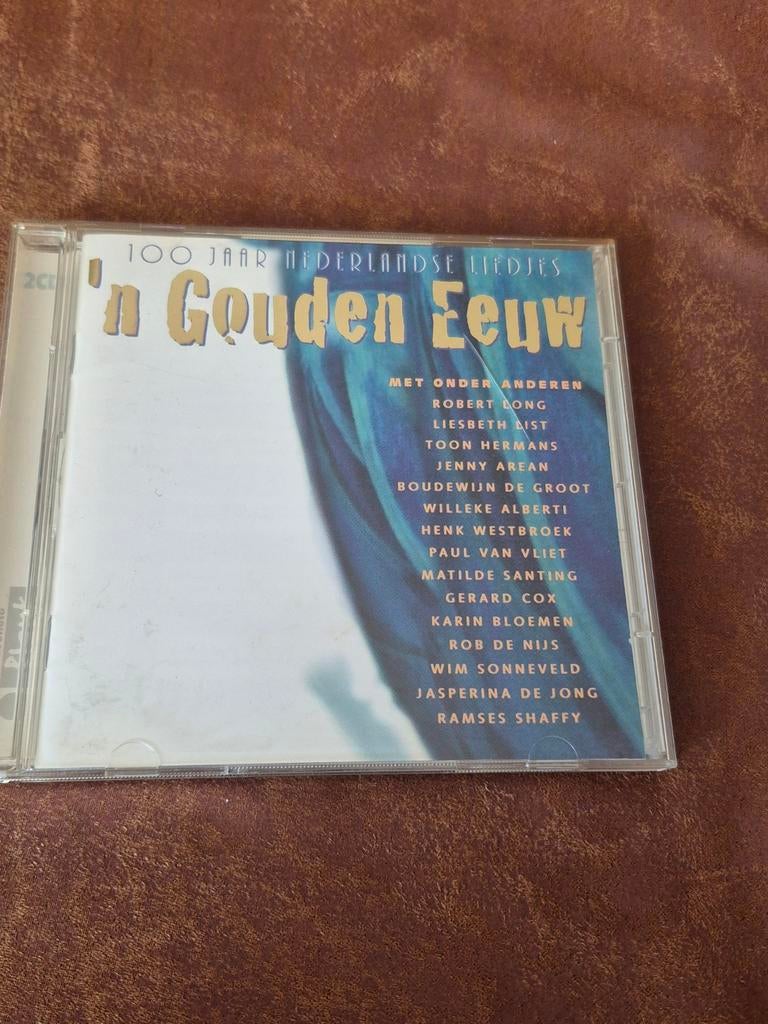 100 JAAR NEDERLANDSE LIEDJES
'n Gouden Eeuw
2CD
MET ONDER ANDEREN
ROBERT LONG
LIESBETH LIST
TOON HERMANS
JENNY AREAN
BOUDEWIJN DE GROOT
WILLEKE ALBERTI
HENK WESTBROEK
PAUL VAN VLIET
MATILDE SANTING
GERARD COX
KARIN BLOEMEN
ROB DE NIJS
WIM SONNEVELD
JASPERINA DE JONG
RAMSES SHAFFY